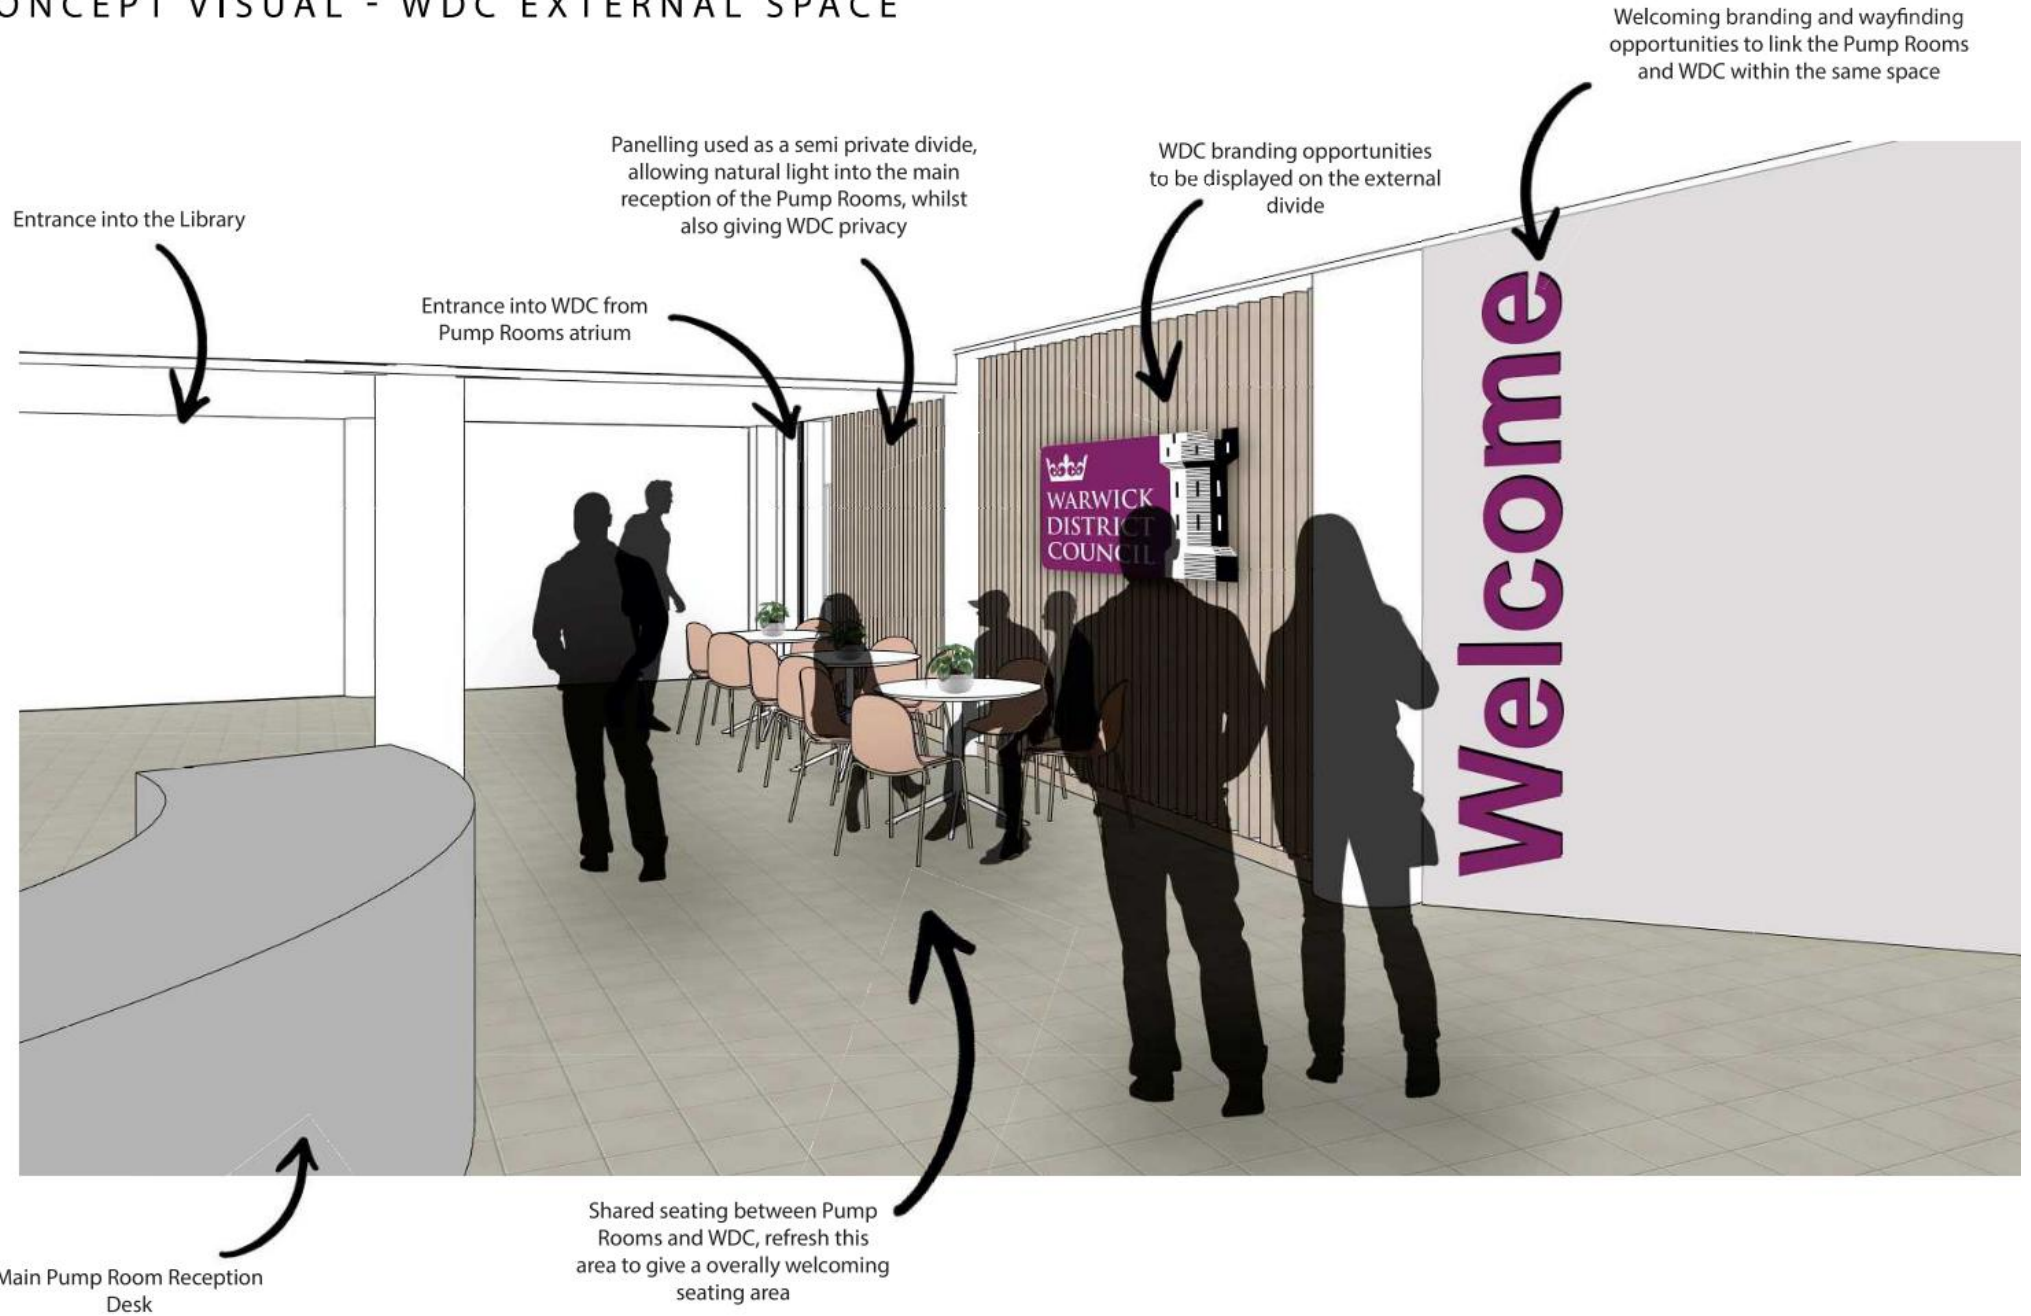 ONCEPT VISUAL - WDC EXTERNAL SPACE
Welcoming branding and wayfinding
opportunities to link the Pump Rooms
and WDC within the same space
Panelling used as a semi private divide,
allowing natural light into the main
reception of the Pump Rooms, whilst
also giving WDC privacy
WDC branding opportunities
to be displayed on the external
divide
Entrance into the Library
Entrance into WDC from
Pump Rooms atrium
WARWICK
DISTRICT
COUNCIL
Welcome
Shared seating between Pump
Rooms and WDC, refresh this
area to give a overally welcoming
seating area
Main Pump Room Reception
Desk